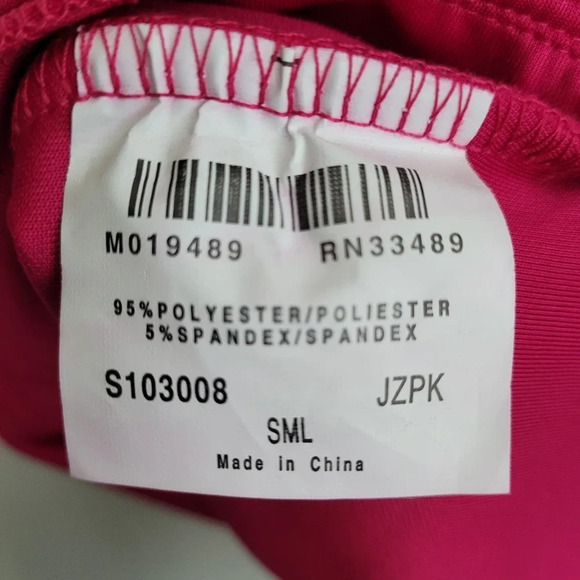 M019489 RN33489
95%POLYESTER/POLIESTER
5%SPANDEX/SPANDEX
S103008 JZPK
SML
Made in China